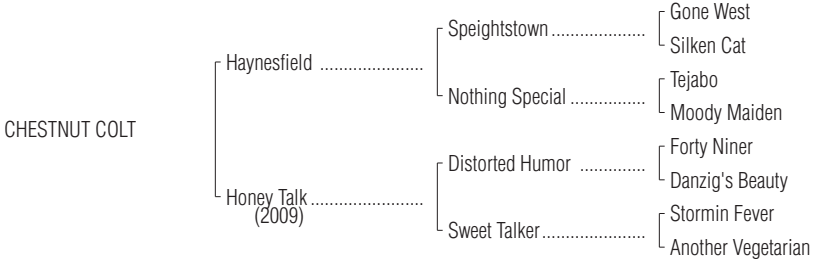 Gone West
Speightstown ......................
Silken Cat
Haynesfield ......................
Tejabo
Nothing Special ................
Moody Maiden
CHESTNUT COLT
Forty Niner
Distorted Humor ..............
Danzig's Beauty
Honey Talk ........................
(2009)
Stormin Fever
Sweet Talker ......................
Another Vegetarian